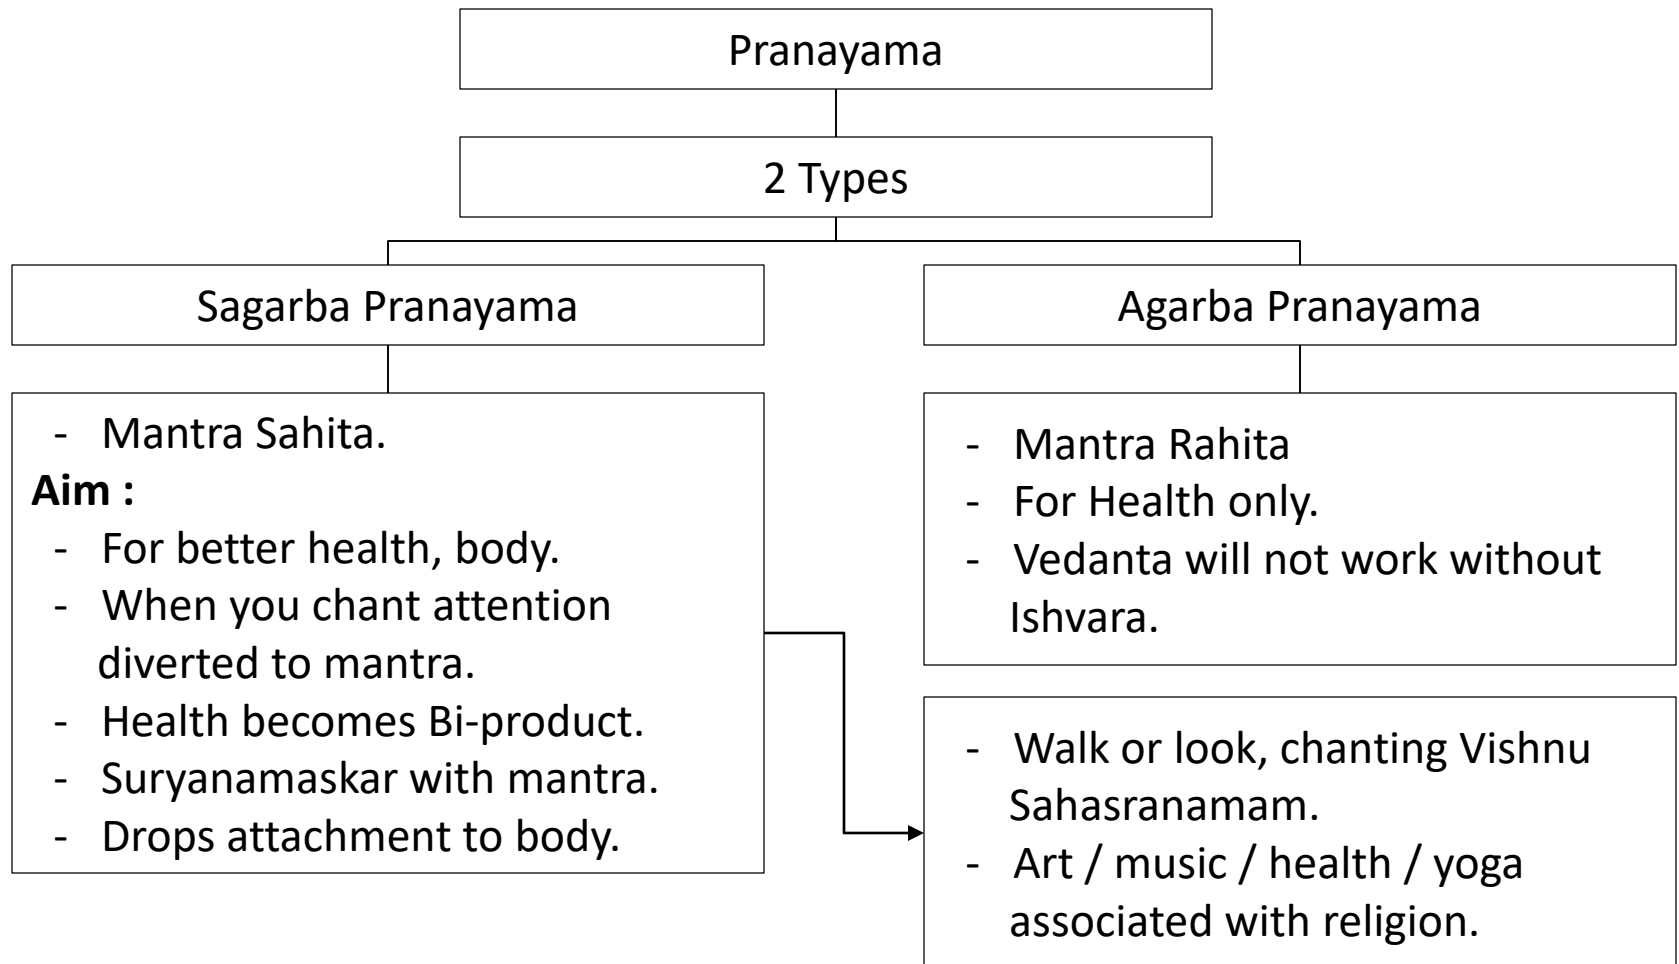 Pranayama
2 Types
Sagarba Pranayama
- Mantra Sahita.
Aim :
- For better health, body.
- When you chant attention
diverted to mantra.
- Health becomes Bi-product.
- Suryanamaskar with mantra.
- Drops attachment to body.
Agarba Pranayama
- Mantra Rahita
- For Health only.
- Vedanta will not work without
Ishvara.
- Walk or look, chanting Vishnu
Sahasranamam.
- Art / music / health / yoga
associated with religion.